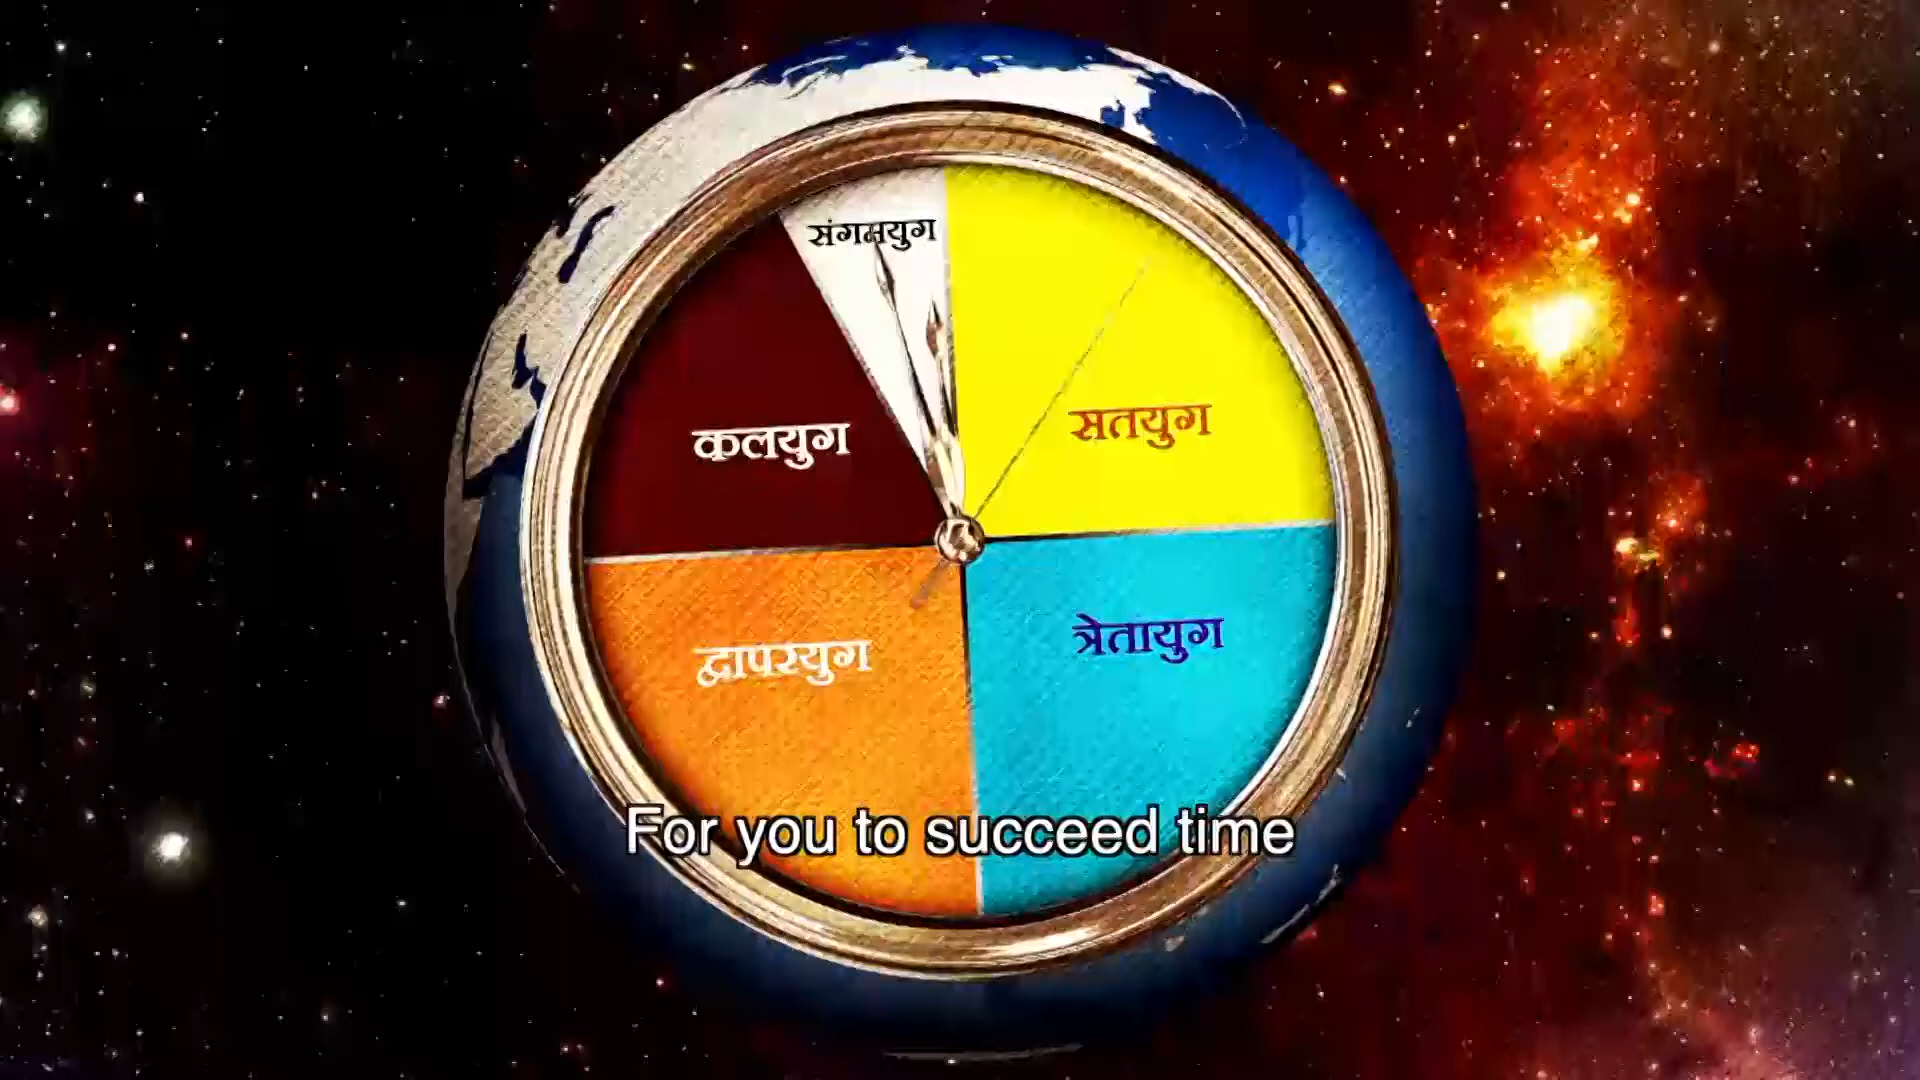 संगमयुग
कलयुग
सतयुग
द्वापरयुग
त्रेतायुग
For you to succeed time